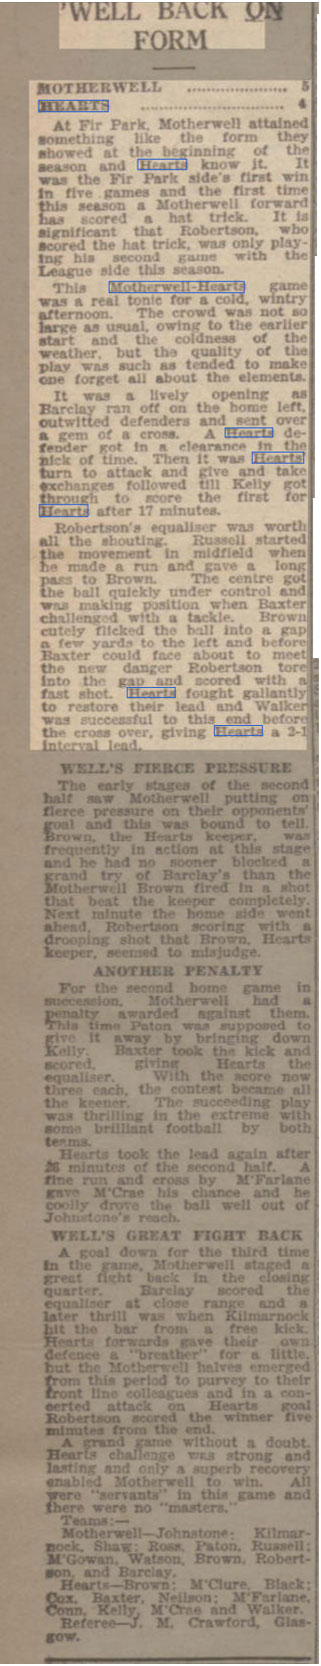 'WELL BACK ON
FORM
MOTHERWELL .................... 5
HEARTS .................... 4
At Fir Park, Motherwell attained
something like the form they
showed at the beginning of the
season and Hearts know it. It
was the Fir Park side's first win
in five games and the first time
this season a Motherwell forward
has scored a hat trick. It is
significant that Robertson, who
scored the hat trick, was only play-
ing his second game with the
League side this season.
This Motherwell-Hearts game
was a real tonic for a cold, wintry
afternoon. The crowd was not so
large as usual, owing to the earlier
start and the coldness of the
weather, but the quality of the
play was such as tended to make
one forget all about the elements.
It was a lively opening as
Barclay ran off on the home left,
outwitted defenders and sent over
a gem of a cross. A Hearts de-
fender got in a clearance in the
nick of time. Then it was Hearts'
turn to attack and give and take
exchanges followed till Kelly got
through to score the first for
Hearts after 17 minutes.
Robertson's equaliser was worth
all the shouting. Russell started
the movement in midfield when
he made a run and gave a long
pass to Brown. The centre got
the ball quickly under control and
was making position when Baxter
challenged with a tackle. Brown
cutely flicked the ball into a gap
a few yards to the left and before
Baxter could face about to meet
the new danger Robertson tore
into the gap and scored with a
fast shot. Hearts fought gallantly
to restore their lead and Walker
was successful to this end before
the cross over, giving Hearts a 2-1
interval lead.
WELL'S FIERCE PRESSURE
The early stages of the second
half saw Motherwell putting on
fierce pressure on their opponents'
goal and this was bound to tell.
Brown, the Hearts keeper, was
frequently in action at this stage
and he had no sooner blocked a
grand try of Barclay's than the
Motherwell Brown fired in a shot
that beat the keeper completely.
Next minute the home side went
ahead, Robertson scoring with a
drooping shot that Brown, Hearts
keeper, seemed to misjudge.
ANOTHER PENALTY
For the second home game in
succession, Motherwell had a
penalty awarded against them.
This time Paton was supposed to
give it away by bringing down
Kelly. Baxter took the kick and
scored, giving Hearts the
equaliser. With the score now
three each, the contest became all
the keener. The succeeding play
was thrilling in the extreme with
some brilliant football by both
teams.
Hearts took the lead again after
26 minutes of the second half. A
fine run and cross by M'Farlane
gave M'Crae his chance and he
coolly drove the ball well out of
Johnstone's reach.
WELL'S GREAT FIGHT BACK
A goal down for the third time
in the game, Motherwell staged a
great fight back in the closing
quarter. Barclay scored the
equaliser at close range and a
later thrill was when Kilmarnock
hit the bar from a free kick.
Hearts forwards gave their own
defence a "breather" for a little,
but the Motherwell halves emerged
from this period to purvey to their
front line colleagues and in a con-
certed attack on Hearts goal
Robertson scored the winner five
minutes from the end.
A grand game without a doubt.
Hearts challenge was strong and
lasting and only a superb recovery
enabled Motherwell to win. All
were "servants" in this game and
there were no "masters."
Teams:—
Motherwell—Johnstone; Kilmar-
nock, Shaw; Ross, Paton, Russell;
M'Gowan, Watson, Brown, Robert-
son, and Barclay.
Hearts—Brown; M'Clure, Black;
Cox, Baxter, Neilson; M'Farlane,
Conn, Kelly, M'Crae and Walker.
Referee—J. M. Crawford, Glas-
gow.